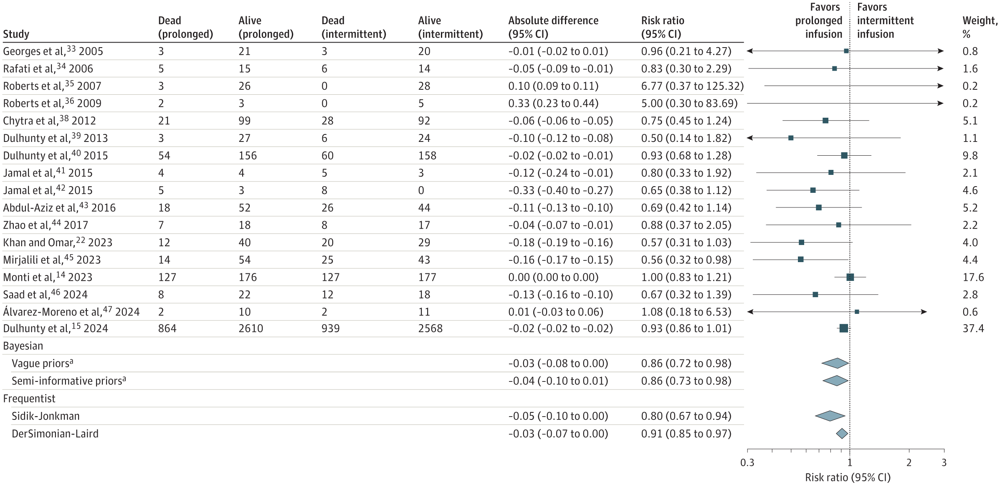 Study Dead (prolonged) Alive (prolonged) Dead (intermittent) Alive (intermittent) Absolute difference (95% CI) Risk ratio (95% CI) Favors prolonged infusion Favors intermittent infusion Weight, %
Georges et al,33 2005 3 21 3 20 -0.01 (-0.02 to 0.01) 0.96 (0.21 to 4.27) 0.8
Rafati et al,34 2006 5 15 6 14 -0.05 (-0.09 to -0.01) 0.83 (0.30 to 2.29) 1.6
Roberts et al,35 2007 3 26 0 28 0.10 (0.09 to 0.11) 6.77 (0.37 to 125.32) 0.2
Roberts et al,36 2009 2 3 0 5 0.33 (0.23 to 0.44) 5.00 (0.30 to 83.69) 0.2
Chytra et al,38 2012 21 99 28 92 -0.06 (-0.06 to -0.05) 0.75 (0.45 to 1.24) 5.1
Dulhunty et al,39 2013 3 27 6 24 -0.10 (-0.12 to -0.08) 0.50 (0.14 to 1.82) 1.1
Dulhunty et al,40 2015 54 156 60 158 -0.02 (-0.02 to -0.01) 0.93 (0.68 to 1.28) 9.8
Jamal et al,41 2015 4 4 5 3 -0.12 (-0.24 to -0.01) 0.80 (0.33 to 1.92) 2.1
Jamal et al,42 2015 5 3 8 0 -0.33 (-0.40 to -0.27) 0.65 (0.38 to 1.12) 4.6
Abdul-Aziz et al,43 2016 18 52 26 44 -0.11 (-0.13 to -0.10) 0.69 (0.42 to 1.14) 5.2
Zhao et al,44 2017 7 18 8 17 -0.04 (-0.07 to -0.01) 0.88 (0.37 to 2.05) 2.2
Khan and Omar,22 2023 12 40 20 29 -0.18 (-0.19 to -0.16) 0.57 (0.31 to 1.03) 4.0
Mirjalili et al,45 2023 14 54 25 43 -0.16 (-0.17 to -0.15) 0.56 (0.32 to 0.98) 4.4
Monti et al,14 2023 127 176 127 177 0.00 (0.00 to 0.00) 1.00 (0.83 to 1.21) 17.6
Saad et al,46 2024 8 22 12 18 -0.13 (-0.16 to -0.10) 0.67 (0.32 to 1.39) 2.8
Álvarez-Moreno et al,47 2024 2 10 2 11 0.01 (-0.03 to 0.06) 1.08 (0.18 to 6.53) 0.6
Dulhunty et al,15 2024 864 2610 939 2568 -0.02 (-0.02 to -0.02) 0.93 (0.86 to 1.01) 37.4
Bayesian
Vague priorsa -0.03 (-0.08 to 0.00) 0.86 (0.72 to 0.98)
Semi-informative priorsa -0.04 (-0.10 to 0.01) 0.86 (0.73 to 0.98)
Frequentist
Sidik-Jonkman -0.05 (-0.10 to 0.00) 0.80 (0.67 to 0.94)
DerSimonian-Laird -0.03 (-0.07 to 0.00) 0.91 (0.85 to 0.97)
0.3 1 2 3
Risk ratio (95% CI)